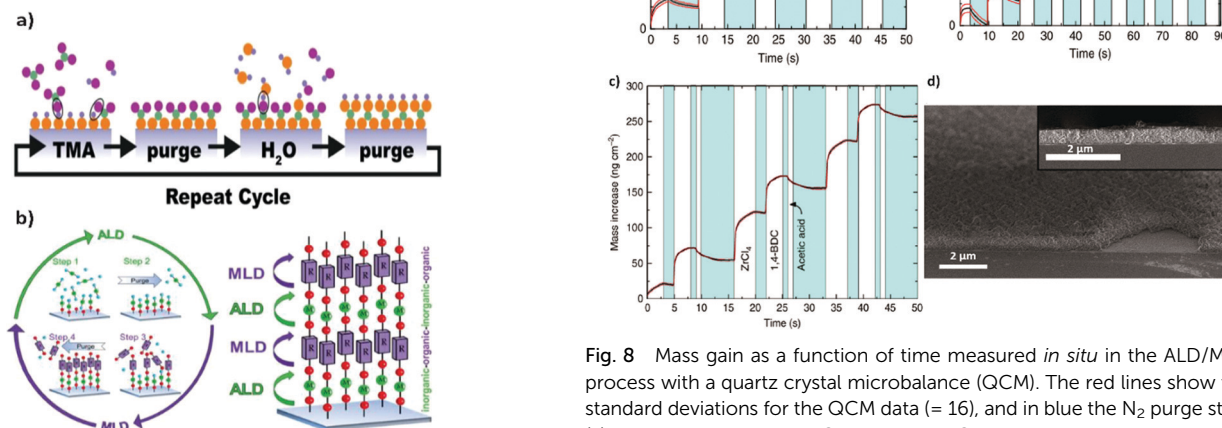 a)
TMA
purge
H₂O
purge
Repeat Cycle
b)
ALD
Step 1
Step 2
Purge
Step 4
Purge
Step 3
MLD
MLD
ALD
MLD
ALD
R R R R R R
M M M M M M
R R R R R R
M M M M M M
inorganic-organic-inorganic-organic
0
0 5 10 15 20 25 30 35 40 45 50
Time (s)
0
0 10 20 30 40 50 60 70 80 90
Time (s)
c)
300
250
200
150
100
50
0
Mass increase (ng cm⁻²)
ZrCl₄
1,4-BDC
Acetic acid
0 5 10 15 20 25 30 35 40 45 50
Time (s)
d)
2 µm
2 µm
Fig. 8 Mass gain as a function of time measured in situ in the ALD/M
process with a quartz crystal microbalance (QCM). The red lines show
standard deviations for the QCM data (= 16), and in blue the N₂ purge st